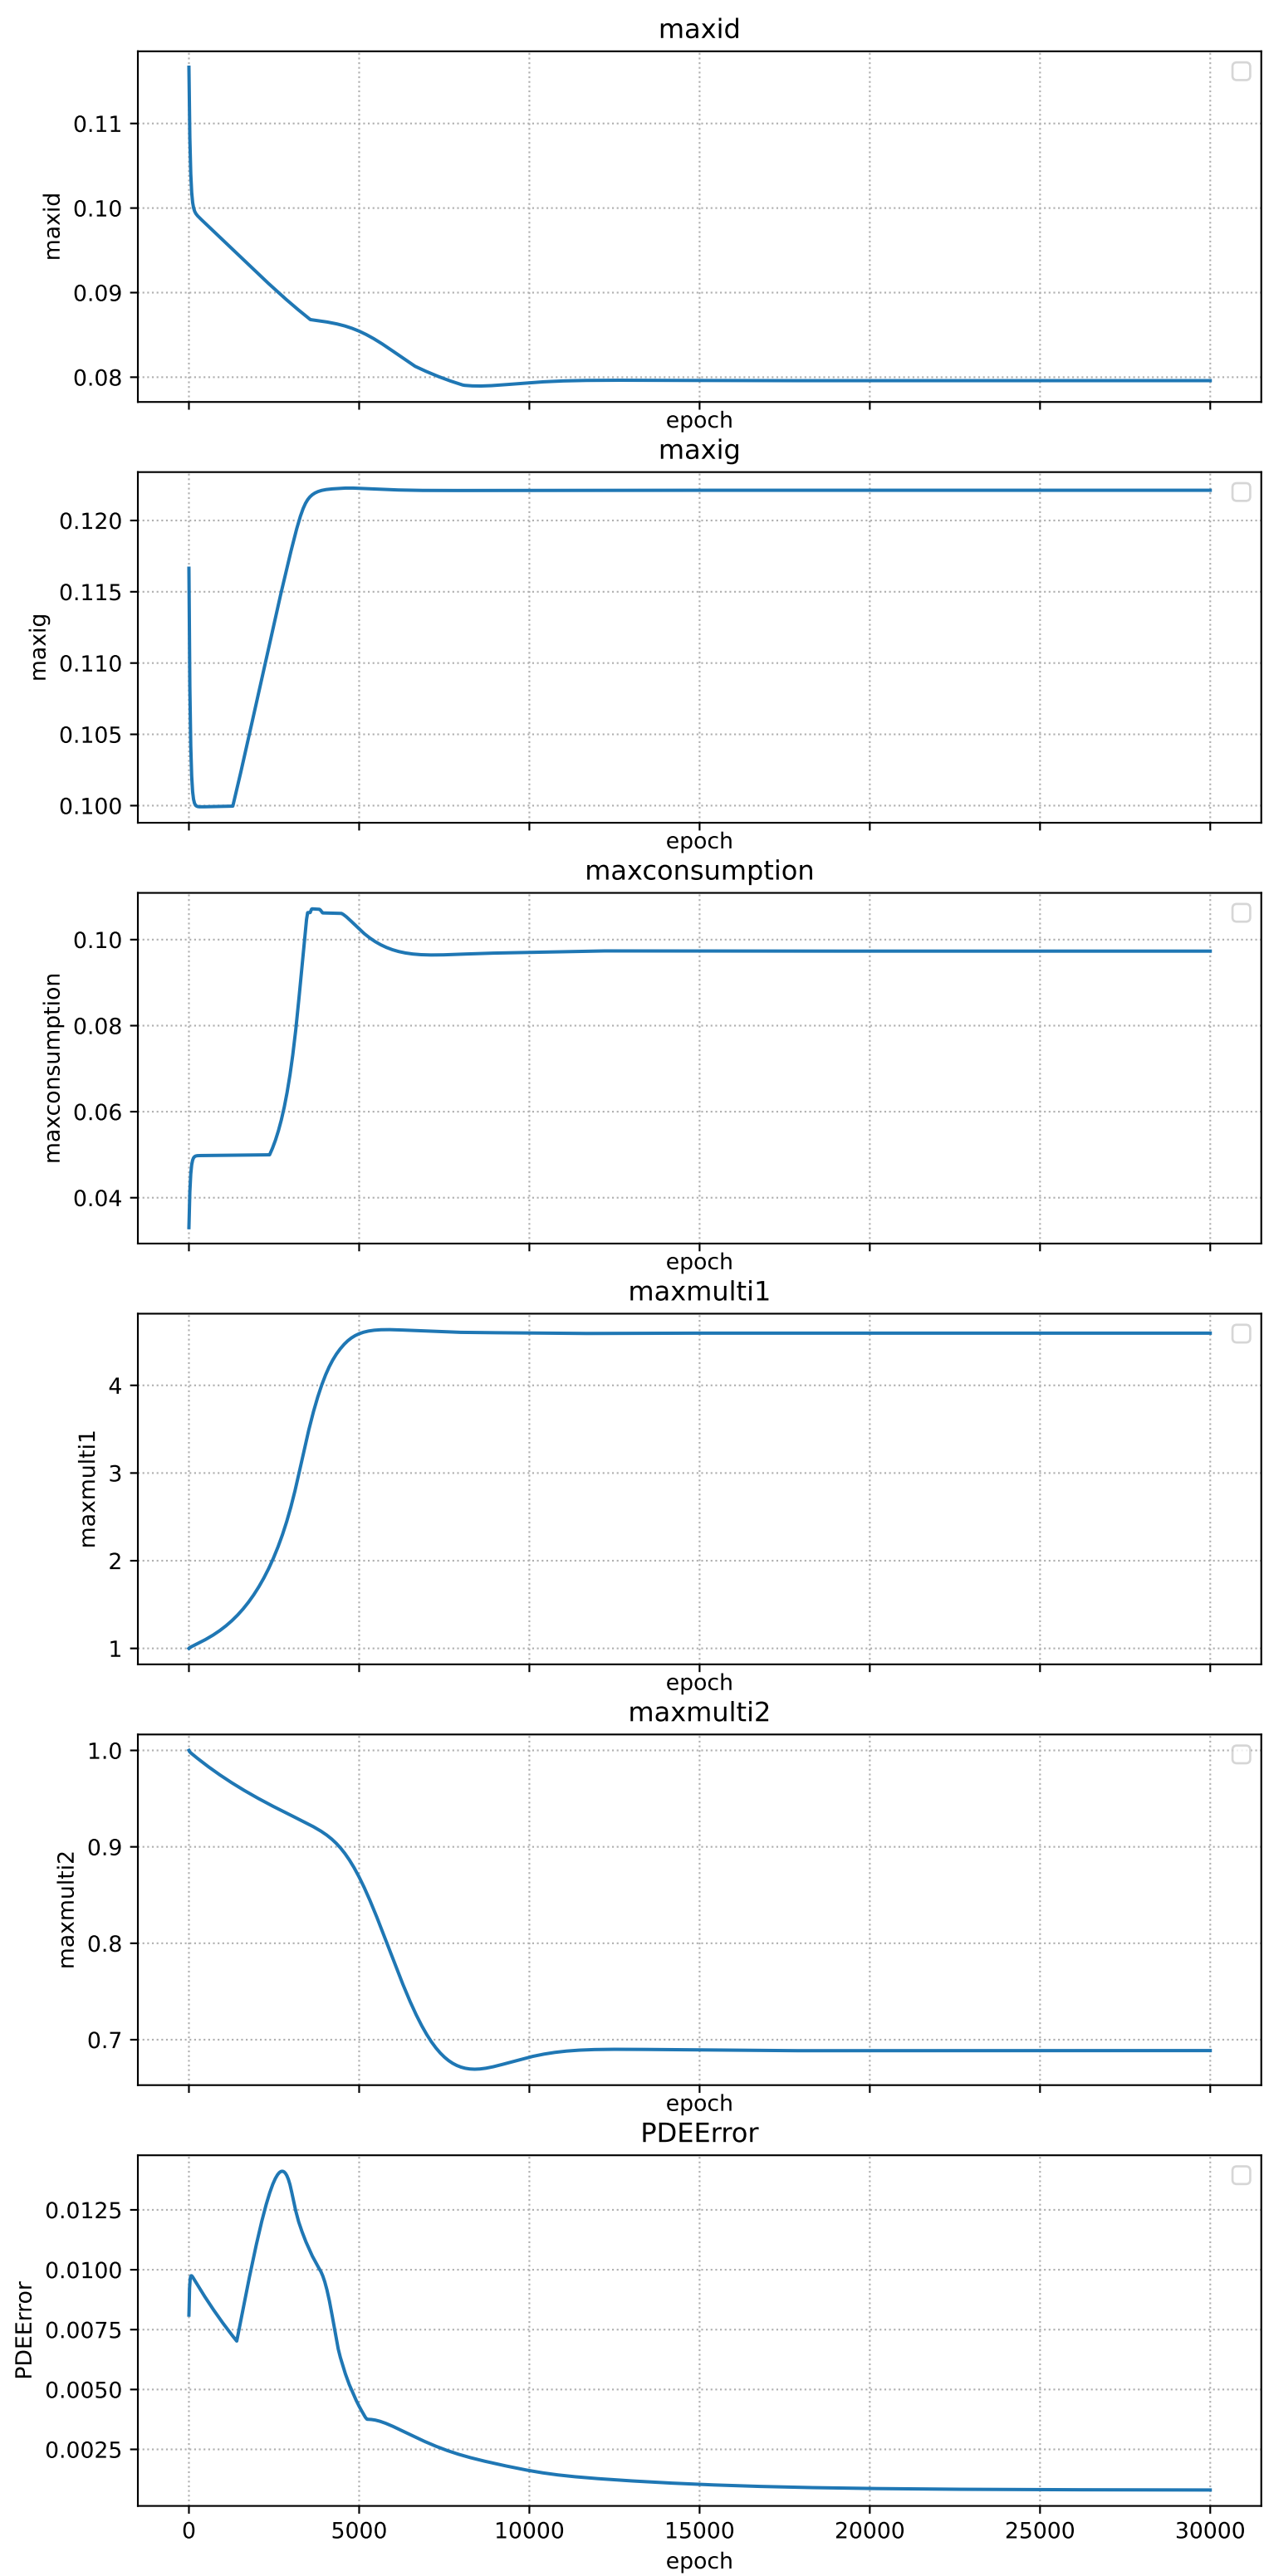 maxid
maxid
0.11
0.10
0.09
0.08
epoch
maxig
maxig
0.120
0.115
0.110
0.105
0.100
epoch
maxconsumption
maxconsumption
0.10
0.08
0.06
0.04
epoch
maxmulti1
maxmulti1
4
3
2
1
epoch
maxmulti2
maxmulti2
1.0
0.9
0.8
0.7
epoch
PDEError
PDEError
0.0125
0.0100
0.0075
0.0050
0.0025
0 5000 10000 15000 20000 25000 30000
epoch